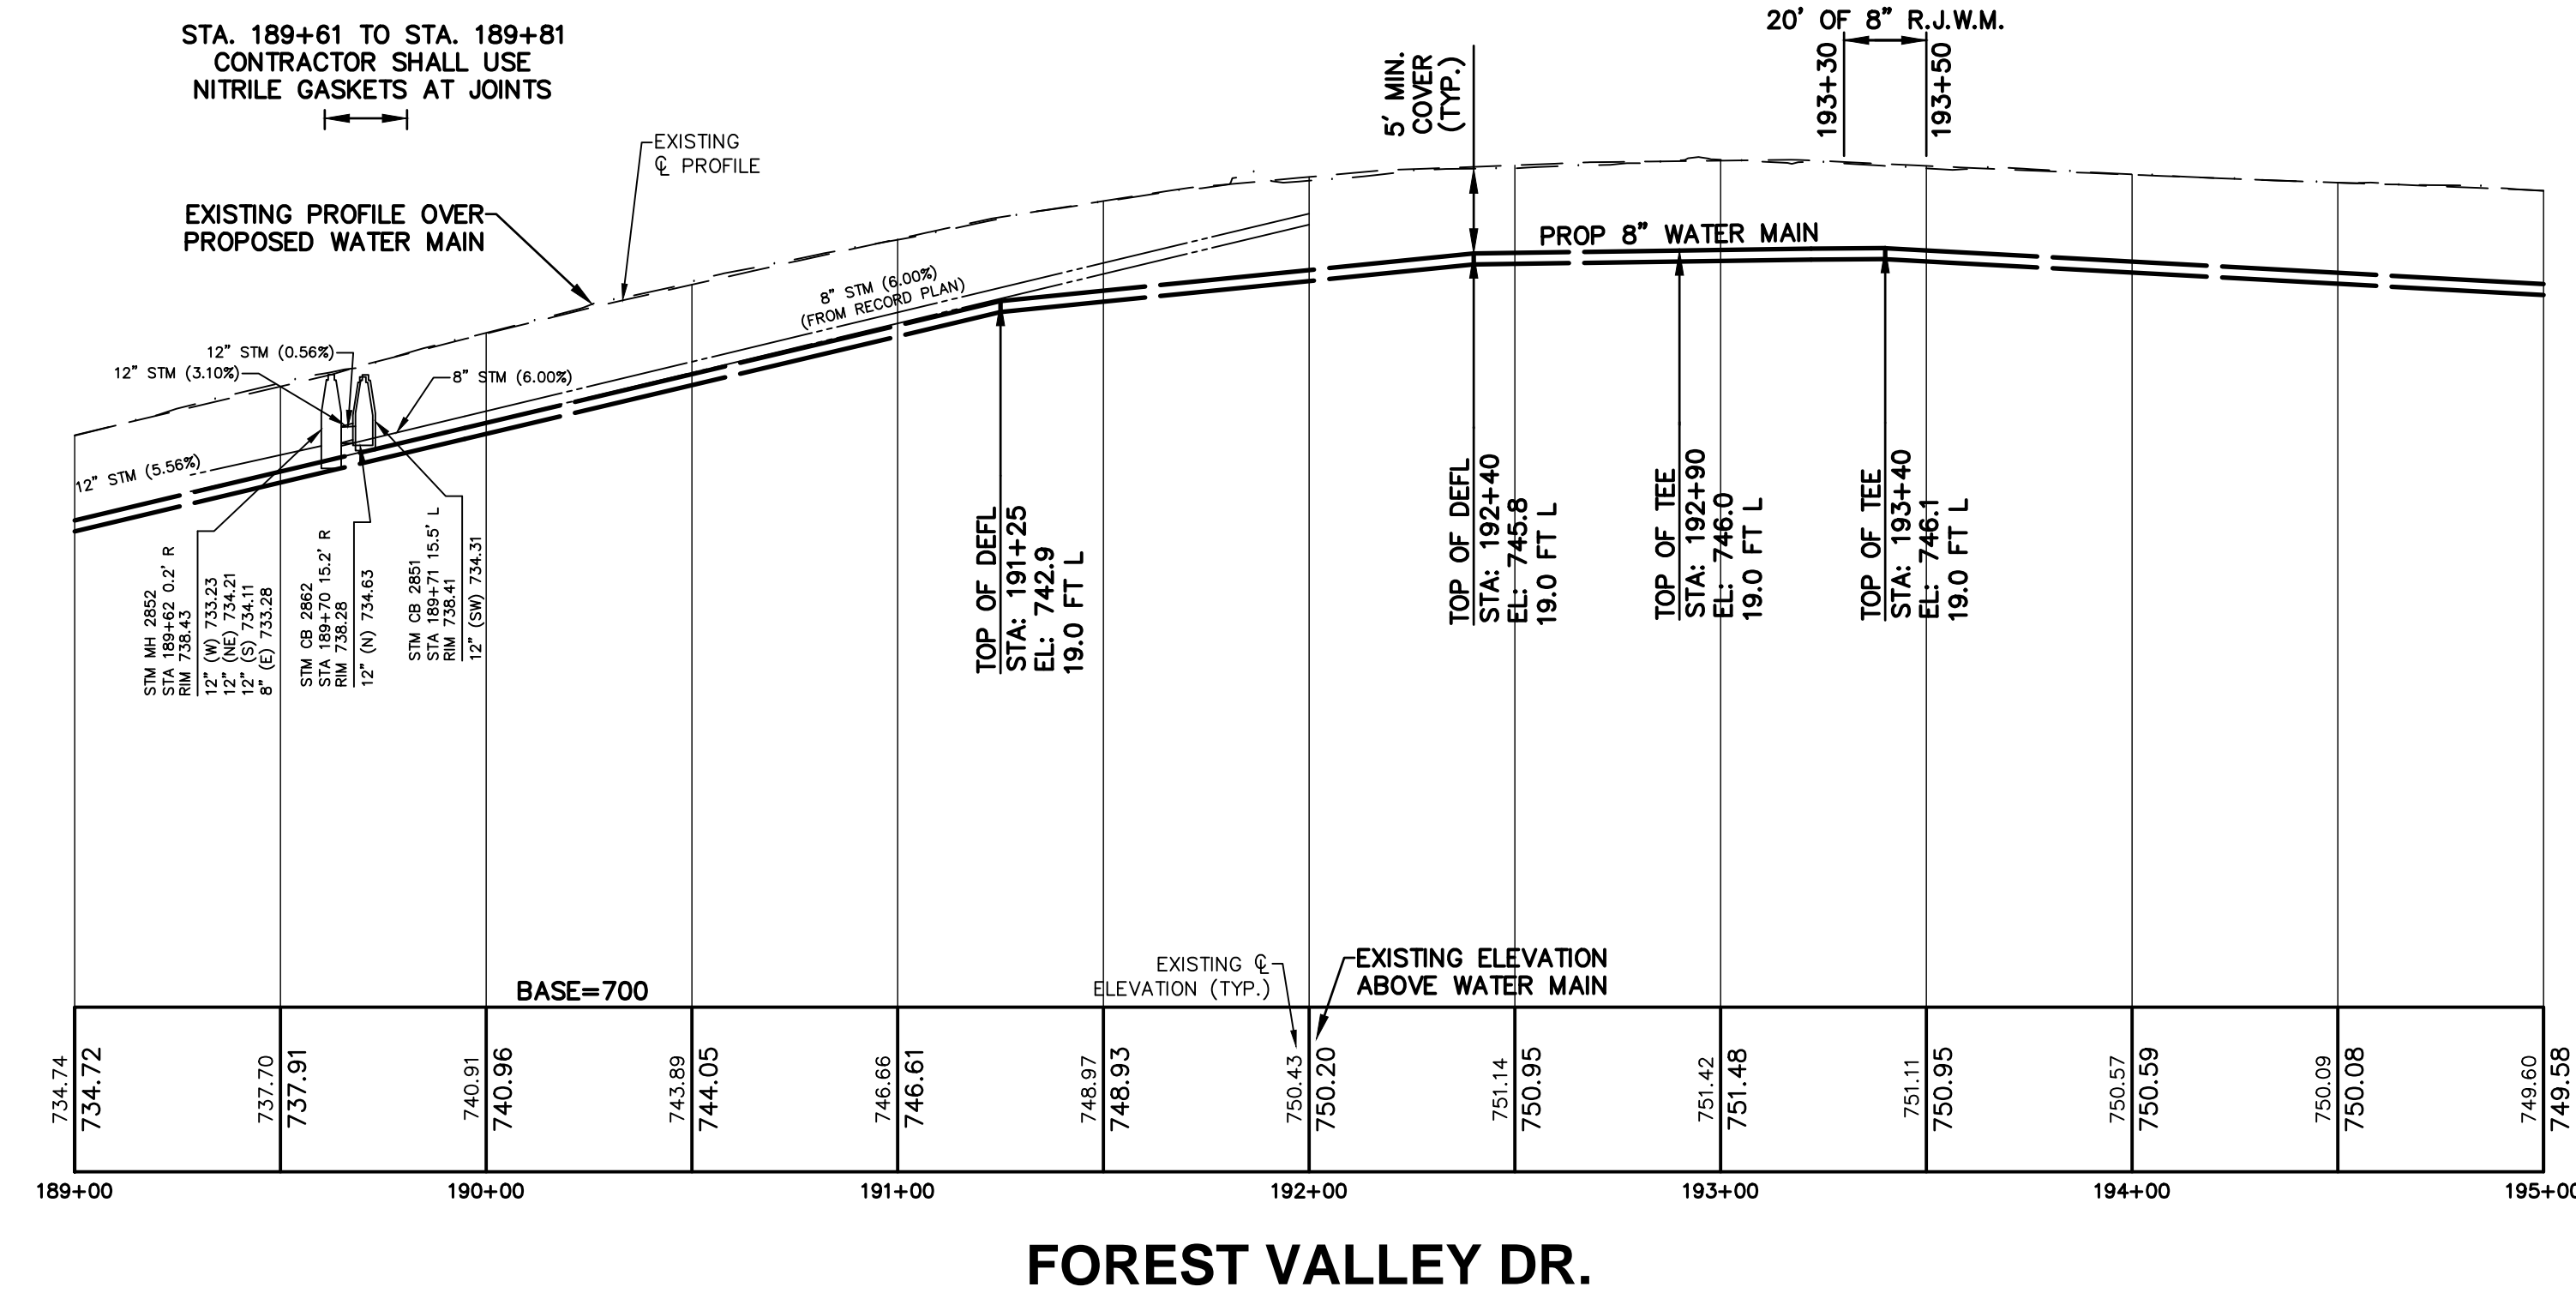 STA. 189+61 TO STA. 189+81
CONTRACTOR SHALL USE
NITRILE GASKETS AT JOINTS
20' OF 8" R.J.W.M.
193+30
193+50
5' MIN.
COVER
(TYP.)
EXISTING
℄ PROFILE
EXISTING PROFILE OVER
PROPOSED WATER MAIN
PROP 8" WATER MAIN
8" STM (6.00%)
(FROM RECORD PLAN)
12" STM (0.56%)
12" STM (3.10%)
8" STM (6.00%)
12" STM (5.56%)
STM MH 2852
STA 189+62 0.2' R
RIM 738.43
12" (W) 733.23
12" (NE) 734.21
12" (S) 734.11
8" (E) 733.28
STM CB 2862
STA 189+70 15.2' R
RIM 738.28
12" (N) 734.63
STM CB 2851
STA 189+71 15.5' L
RIM 738.41
12" (SW) 734.31
TOP OF DEFL
STA: 191+25
EL: 742.9
19.0 FT L
TOP OF DEFL
STA: 192+40
EL: 745.8
19.0 FT L
TOP OF TEE
STA: 192+90
EL: 746.0
19.0 FT L
TOP OF TEE
STA: 193+40
EL: 746.1
19.0 FT L
BASE=700
EXISTING ℄
ELEVATION (TYP.)
EXISTING ELEVATION
ABOVE WATER MAIN
734.74
734.72
737.70
737.91
740.91
740.96
743.89
744.05
746.66
746.61
748.97
748.93
750.43
750.20
751.14
750.95
751.42
751.48
751.11
750.95
750.57
750.59
750.09
750.08
749.60
749.58
189+00
190+00
191+00
192+00
193+00
194+00
195+00
FOREST VALLEY DR.